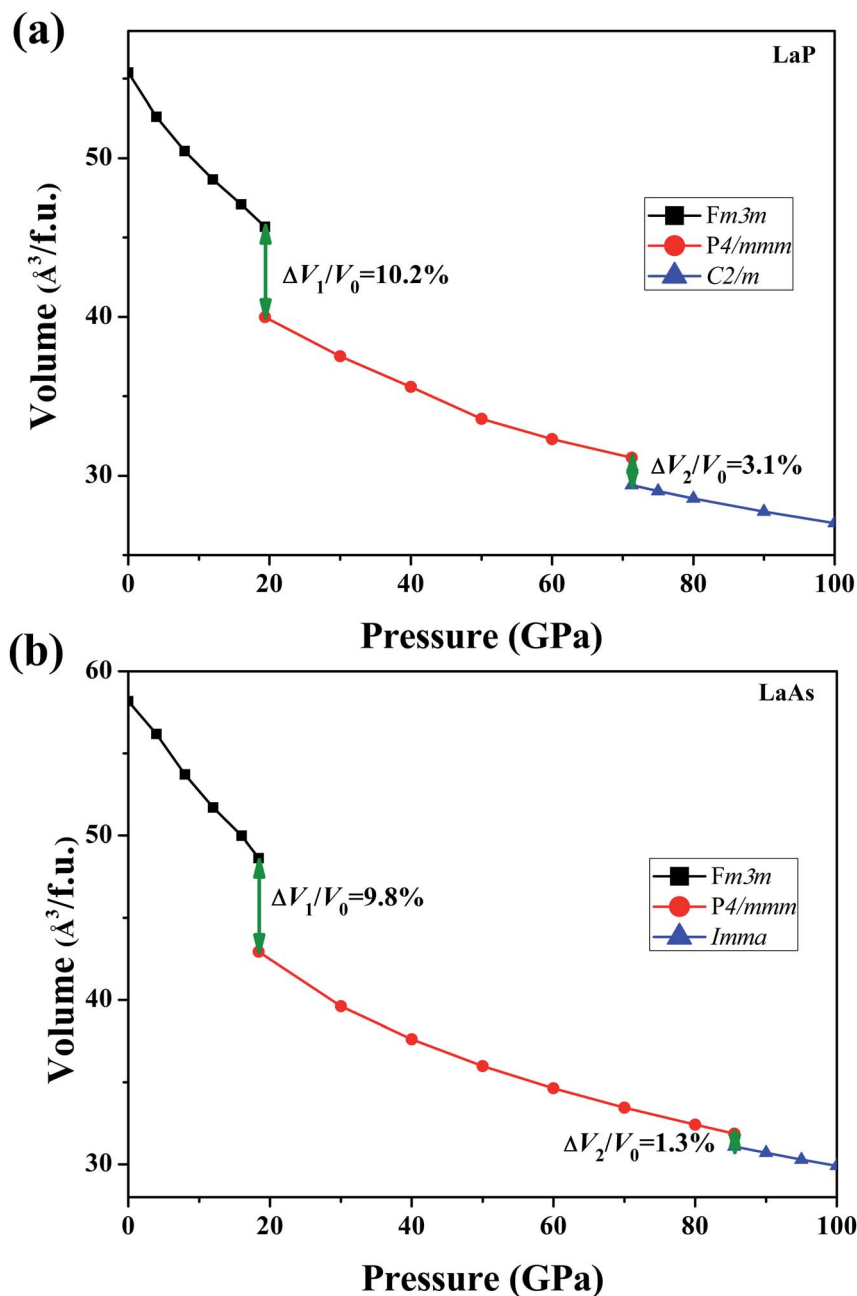 (a)
LaP
50
40
30
Volume (Å³/f.u.)
Fm3m
P4/mmm
C2/m
ΔV₁/V₀=10.2%
ΔV₂/V₀=3.1%
0 20 40 60 80 100
Pressure (GPa)
(b)
LaAs
60
50
40
30
Volume (Å³/f.u.)
Fm3m
P4/mmm
Imma
ΔV₁/V₀=9.8%
ΔV₂/V₀=1.3%
0 20 40 60 80 100
Pressure (GPa)